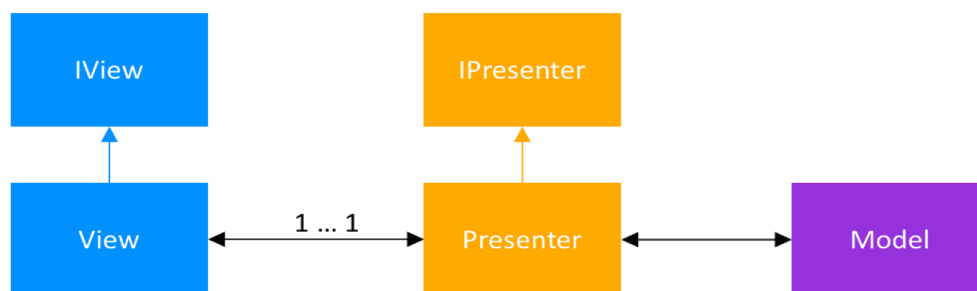 IView
IPresenter
1 ... 1
View
Presenter
Model